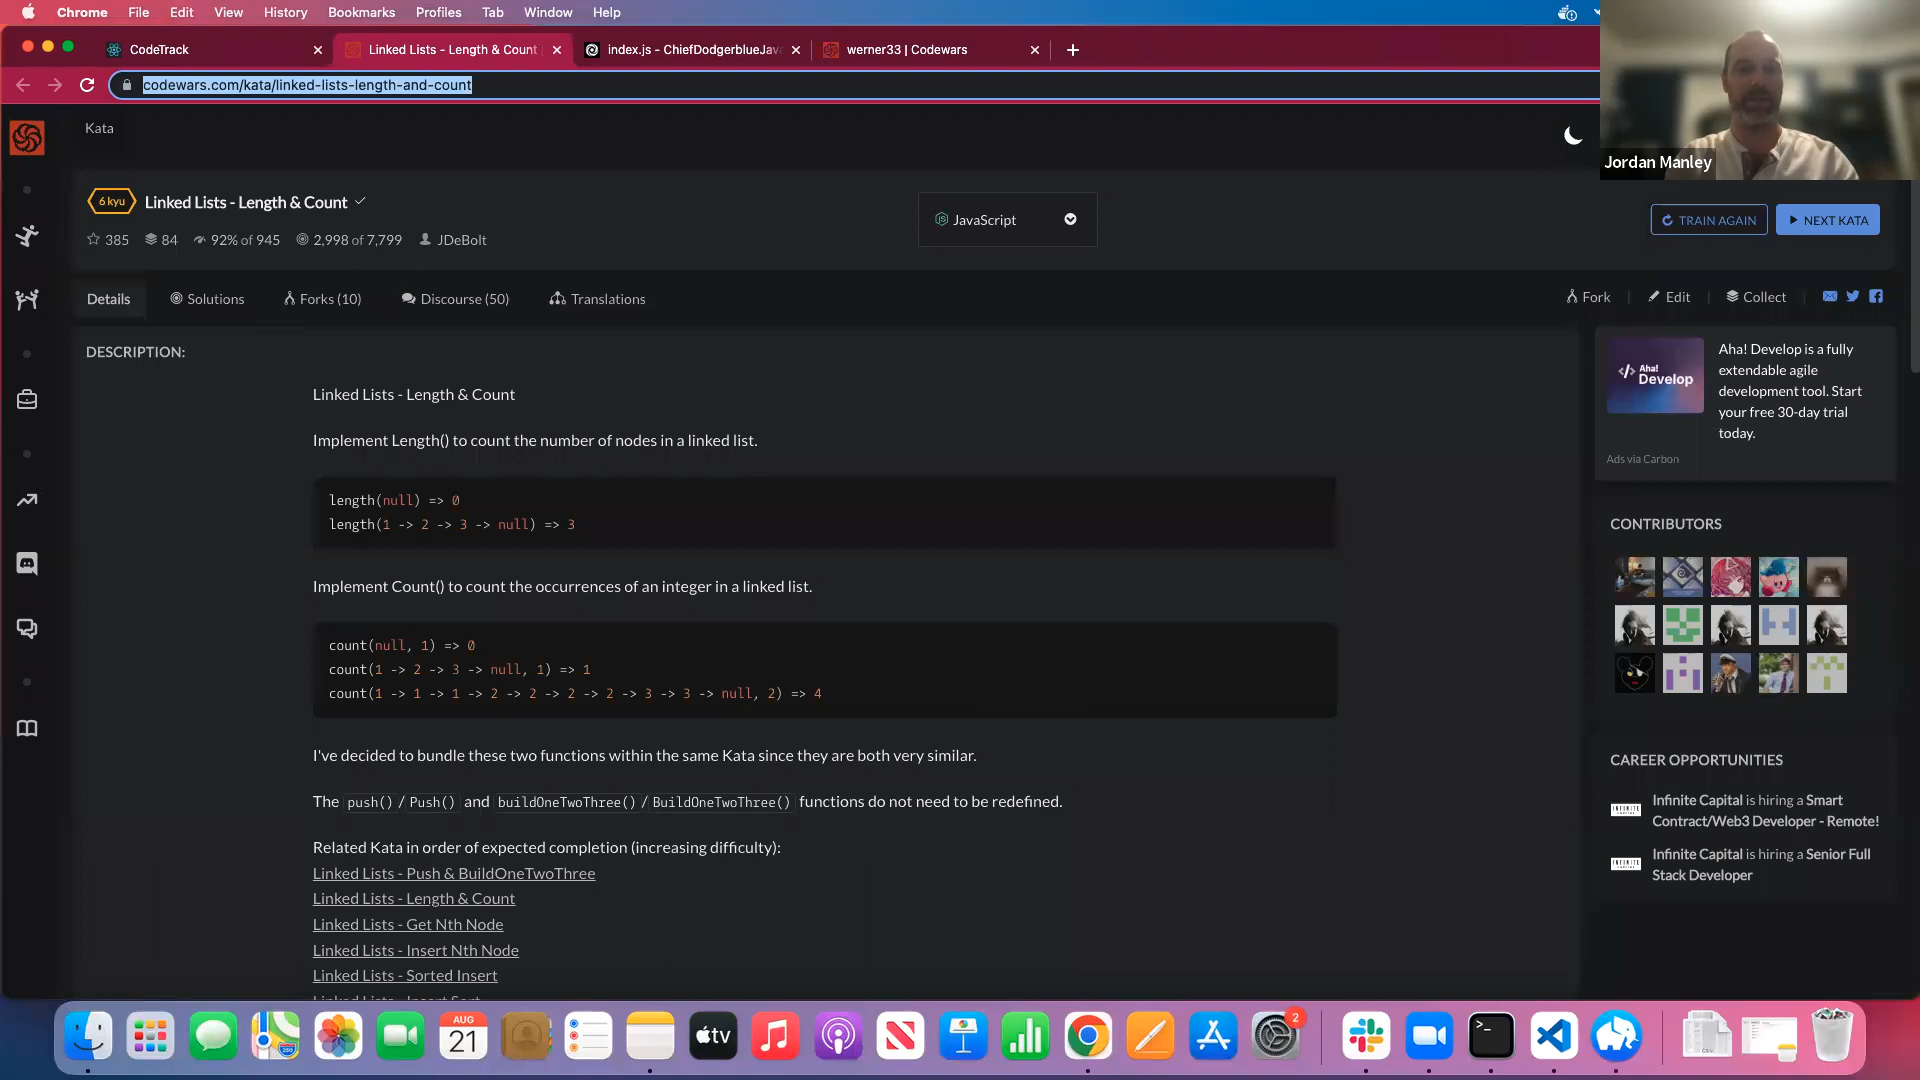 Chrome File Edit View History Bookmarks Profiles Tab Window Help
CodeTrack
Linked Lists - Length & Count
index.js - ChiefDodgerblueJav
werner33 | Codewars
codewars.com/kata/linked-lists-length-and-count
Jordan Manley
Kata
6 kyu
Linked Lists - Length & Count
385 84 92% of 945 2,998 of 7,799 JDeBolt
JavaScript
TRAIN AGAIN
NEXT KATA
Details Solutions Forks (10) Discourse (50) Translations
Fork | Edit | Collect |
DESCRIPTION:
Linked Lists - Length & Count
Implement Length() to count the number of nodes in a linked list.
length(null) => 0
length(1 -> 2 -> 3 -> null) => 3
Implement Count() to count the occurrences of an integer in a linked list.
count(null, 1) => 0
count(1 -> 2 -> 3 -> null, 1) => 1
count(1 -> 1 -> 1 -> 2 -> 2 -> 2 -> 2 -> 3 -> 3 -> null, 2) => 4
I've decided to bundle these two functions within the same Kata since they are both very similar.
The push()/Push() and buildOneTwoThree()/BuildOneTwoThree() functions do not need to be redefined.
Related Kata in order of expected completion (increasing difficulty):
Linked Lists - Push & BuildOneTwoThree
Linked Lists - Length & Count
Linked Lists - Get Nth Node
Linked Lists - Insert Nth Node
Linked Lists - Sorted Insert
Linked Lists - Insert Sort
</> Aha! Develop
Aha! Develop is a fully
extendable agile
development tool. Start
your free 30-day trial
today.
Ads via Carbon
CONTRIBUTORS
CAREER OPPORTUNITIES
INFINITE CAPITAL
Infinite Capital is hiring a Smart
Contract/Web3 Developer - Remote!
INFINITE CAPITAL
Infinite Capital is hiring a Senior Full
Stack Developer
AUG
21
280
tv
2
>_
CSV